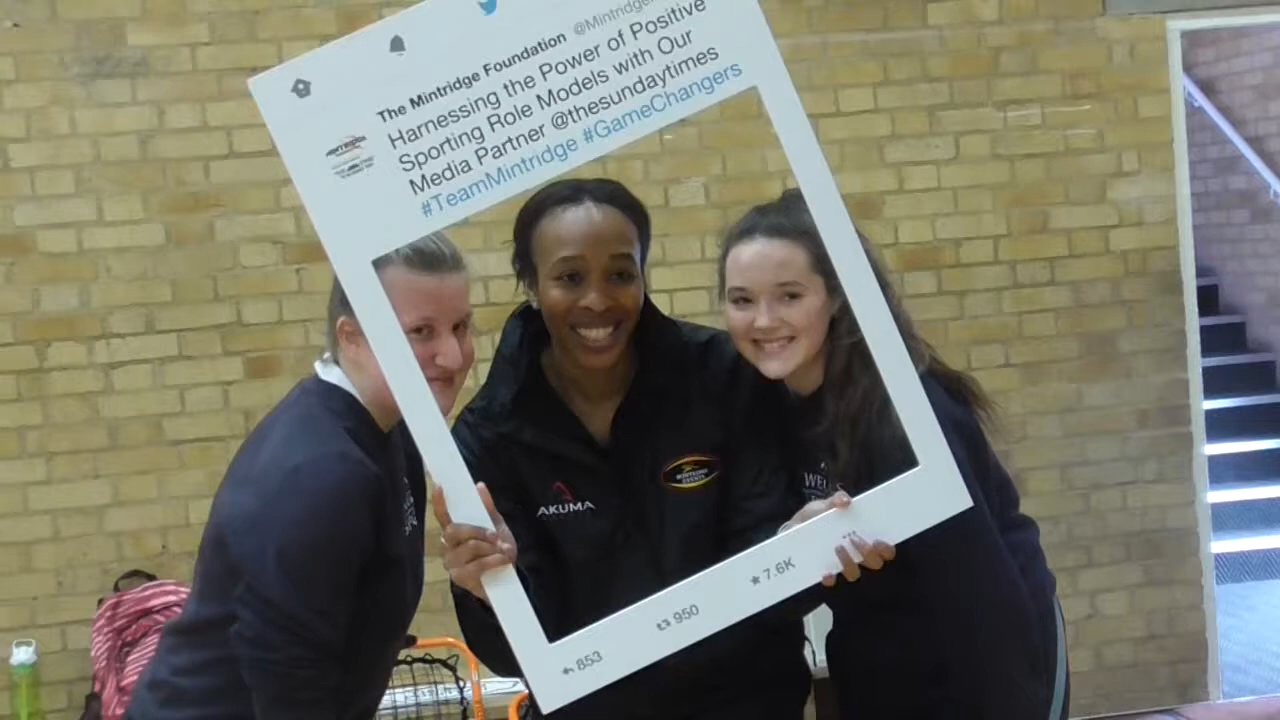 The Mintridge Foundation
Harnessing the Power of Positive
Sporting Role Models with Our
Media Partner @thesundaytimes
#TeamMintridge #GameChangers
AKUMA
MINTRIDGE
EVENTS
853
950
7.6K